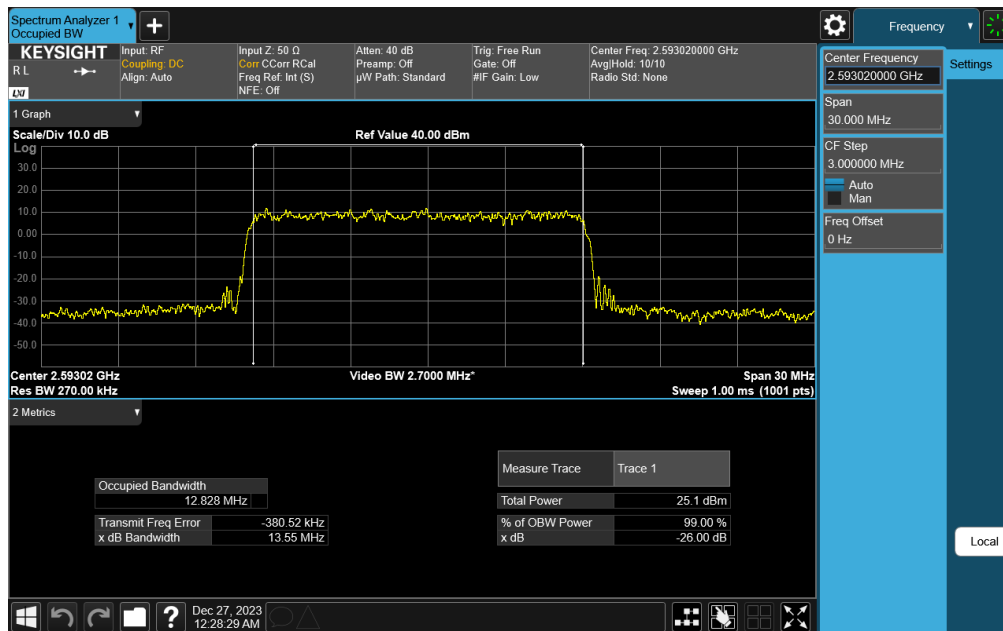 Spectrum Analyzer 1
Occupied BW
Frequency
KEYSIGHT
R L
LXI
Input: RF
Coupling: DC
Align: Auto
Input Z: 50 Ω
Corr CCorr RCal
Freq Ref: Int (S)
NFE: Off
Atten: 40 dB
Preamp: Off
µW Path: Standard
Trig: Free Run
Gate: Off
#IF Gain: Low
Center Freq: 2.593020000 GHz
Avg|Hold: 10/10
Radio Std: None
Center Frequency
2.593020000 GHz
Settings
Span
30.000 MHz
CF Step
3.000000 MHz
Auto
Man
Freq Offset
0 Hz
Local
1 Graph
Scale/Div 10.0 dB
Ref Value 40.00 dBm
Log
30.0
20.0
10.0
0.00
-10.0
-20.0
-30.0
-40.0
-50.0
Center 2.59302 GHz
Video BW 2.7000 MHz*
Span 30 MHz
Res BW 270.00 kHz
Sweep 1.00 ms (1001 pts)
2 Metrics
Measure Trace Trace 1
Occupied Bandwidth
12.828 MHz
Total Power 25.1 dBm
Transmit Freq Error -380.52 kHz
% of OBW Power 99.00 %
x dB Bandwidth 13.55 MHz
x dB -26.00 dB
?
Dec 27, 2023
12:28:29 AM